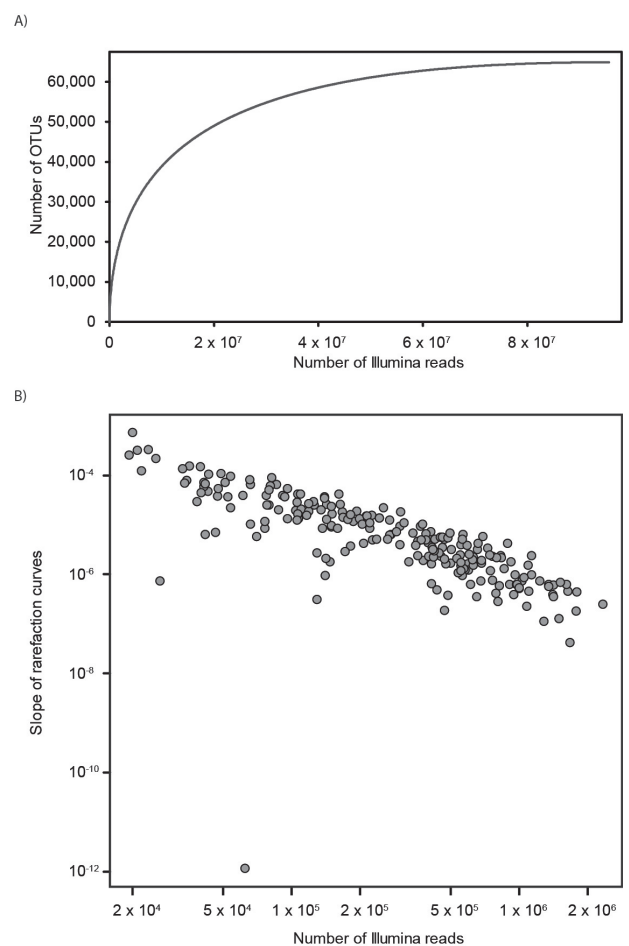 A)
Number of OTUs
60,000
50,000
40,000
30,000
20,000
10,000
0
0 2 x 10⁷ 4 x 10⁷ 6 x 10⁷ 8 x 10⁷
Number of Illumina reads
B)
Slope of rarefaction curves
10⁻⁴
10⁻⁶
10⁻⁸
10⁻¹⁰
10⁻¹²
2 x 10⁴ 5 x 10⁴ 1 x 10⁵ 2 x 10⁵ 5 x 10⁵ 1 x 10⁶ 2 x 10⁶
Number of Illumina reads